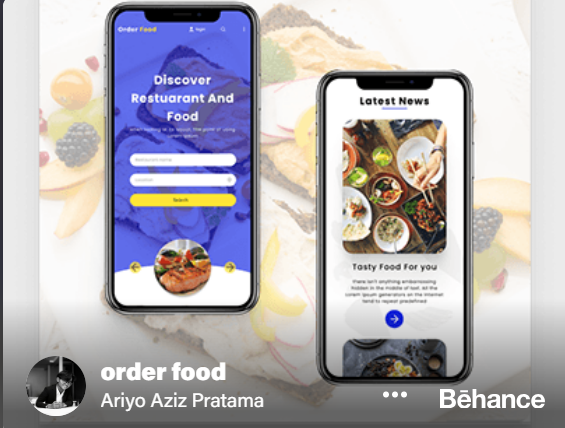 Order Food
login
Discover
Restuarant And
Food
Restaurant name
Location
Search
Latest News
Tasty Food For you
there isn't anything embarrassing
hidden in the middle of text. All the
Lorem Ipsum generators on the Internet
tend to repeat predefined
order food
Ariyo Aziz Pratama
Bēhance